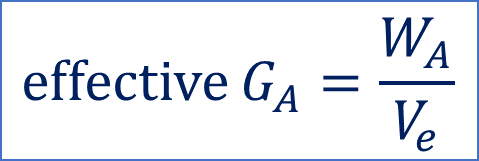 effective G_A = W_A / V_e